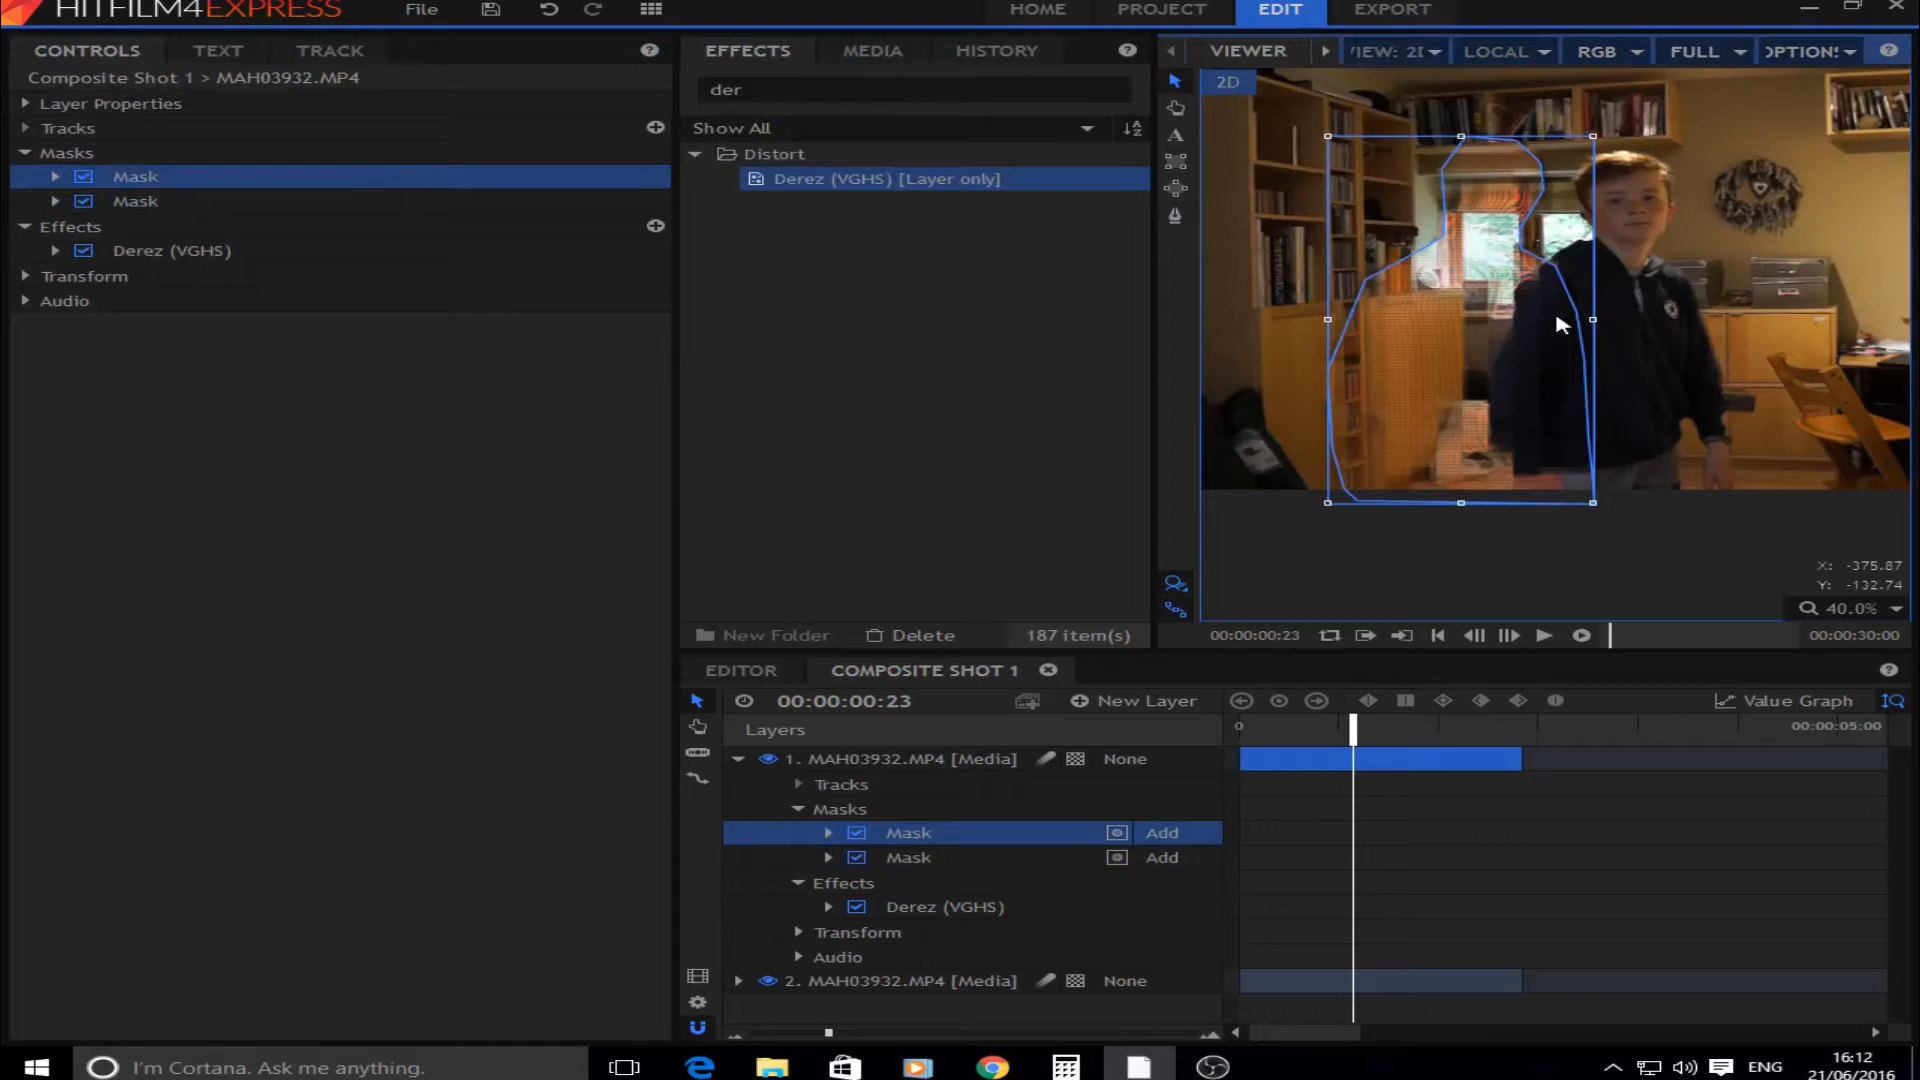 HITFILM4EXPRESS File HOME PROJECT EDIT EXPORT
CONTROLS TEXT TRACK
Composite Shot 1 > MAH03932.MP4
Layer Properties
Tracks
Masks
Mask
Mask
Effects
Derez (VGHS)
Transform
Audio
EFFECTS MEDIA HISTORY
der
Show All
Distort
Derez (VGHS) [Layer only]
New Folder Delete 187 item(s)
VIEWER LOCAL RGB FULL
2D
X: -375.87
Y: -132.74
40.0%
00:00:00:23 00:00:30:00
EDITOR COMPOSITE SHOT 1
00:00:00:23 New Layer Value Graph
Layers 0 00:00:05:00
1. MAH03932.MP4 [Media] None
Tracks
Masks
Mask Add
Mask Add
Effects
Derez (VGHS)
Transform
Audio
2. MAH03932.MP4 [Media] None
I'm Cortana. Ask me anything. ENG 16:12
21/06/2016